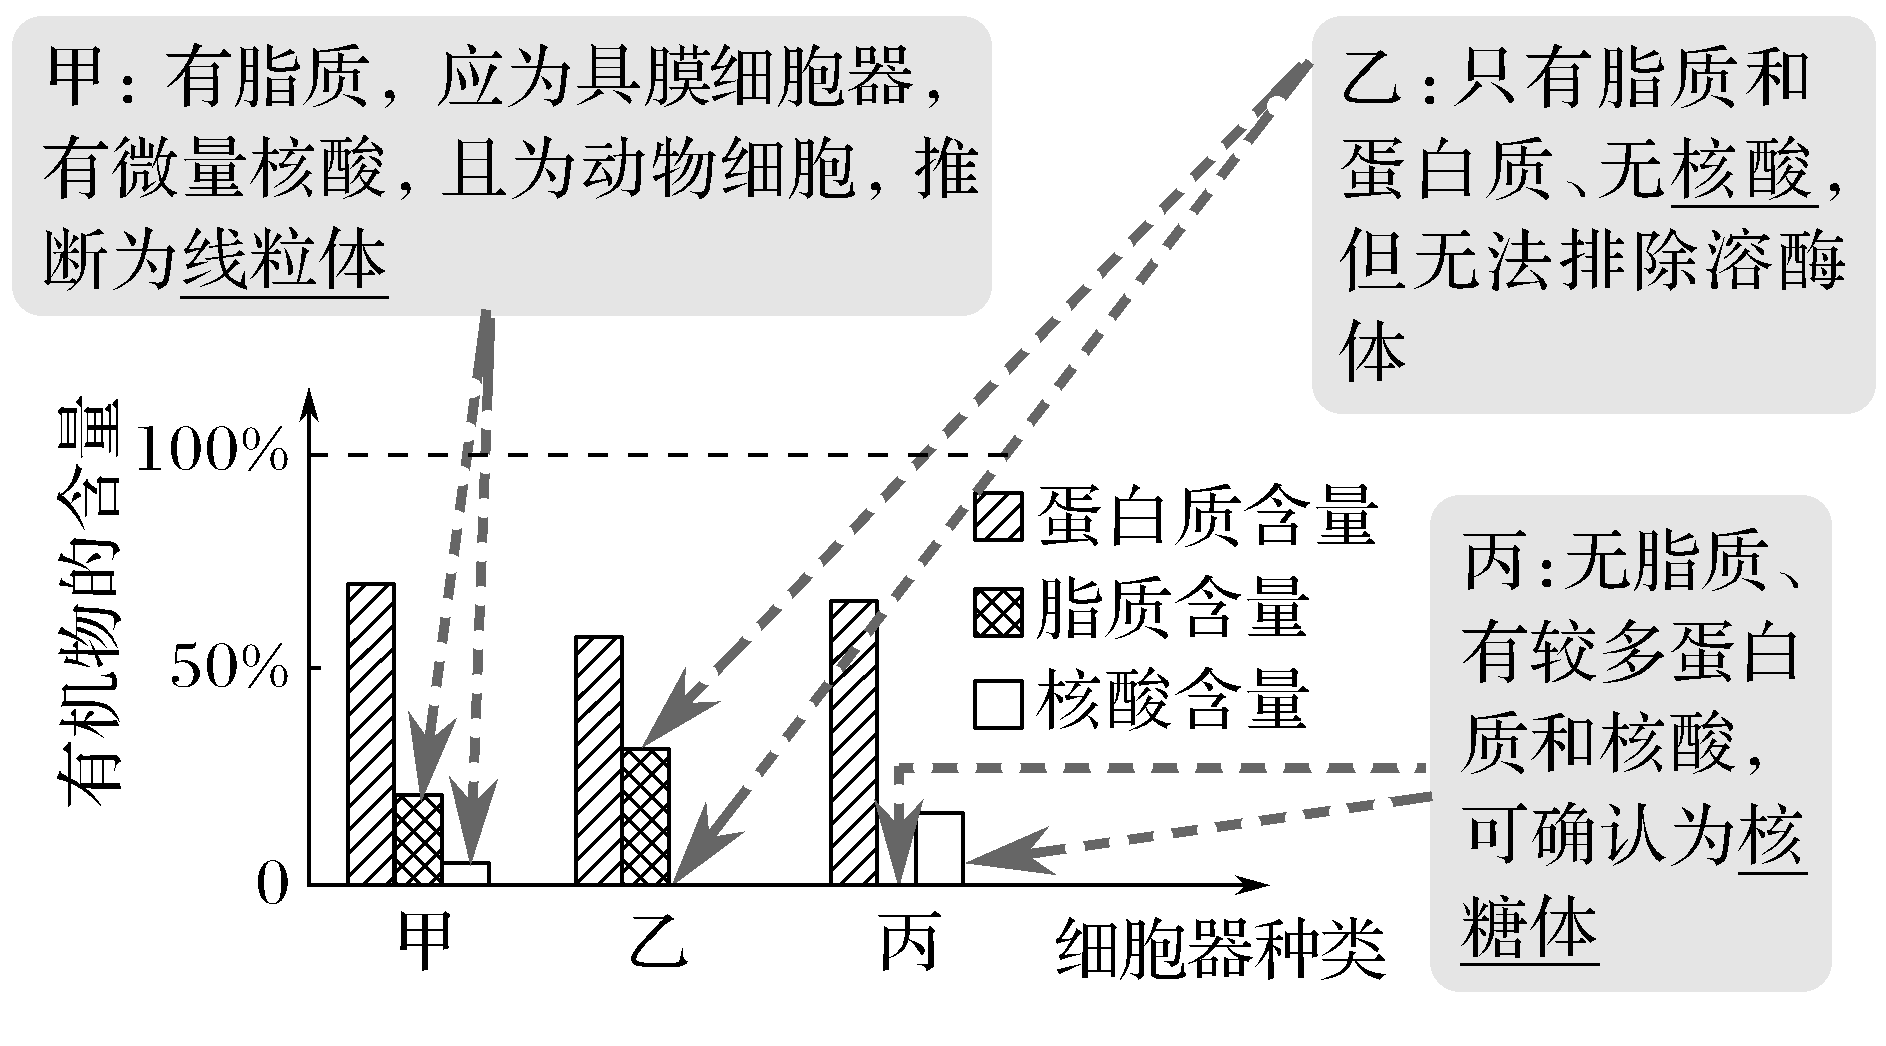 甲：有脂质，应为具膜细胞器，
有微量核酸，且为动物细胞，推
断为线粒体
乙：只有脂质和
蛋白质、无核酸，
但无法排除溶酶
体
有机物的含量
100%
50%
0
蛋白质含量
脂质含量
核酸含量
丙：无脂质、
有较多蛋白
质和核酸，
可确认为核
糖体
甲
乙
丙
细胞器种类